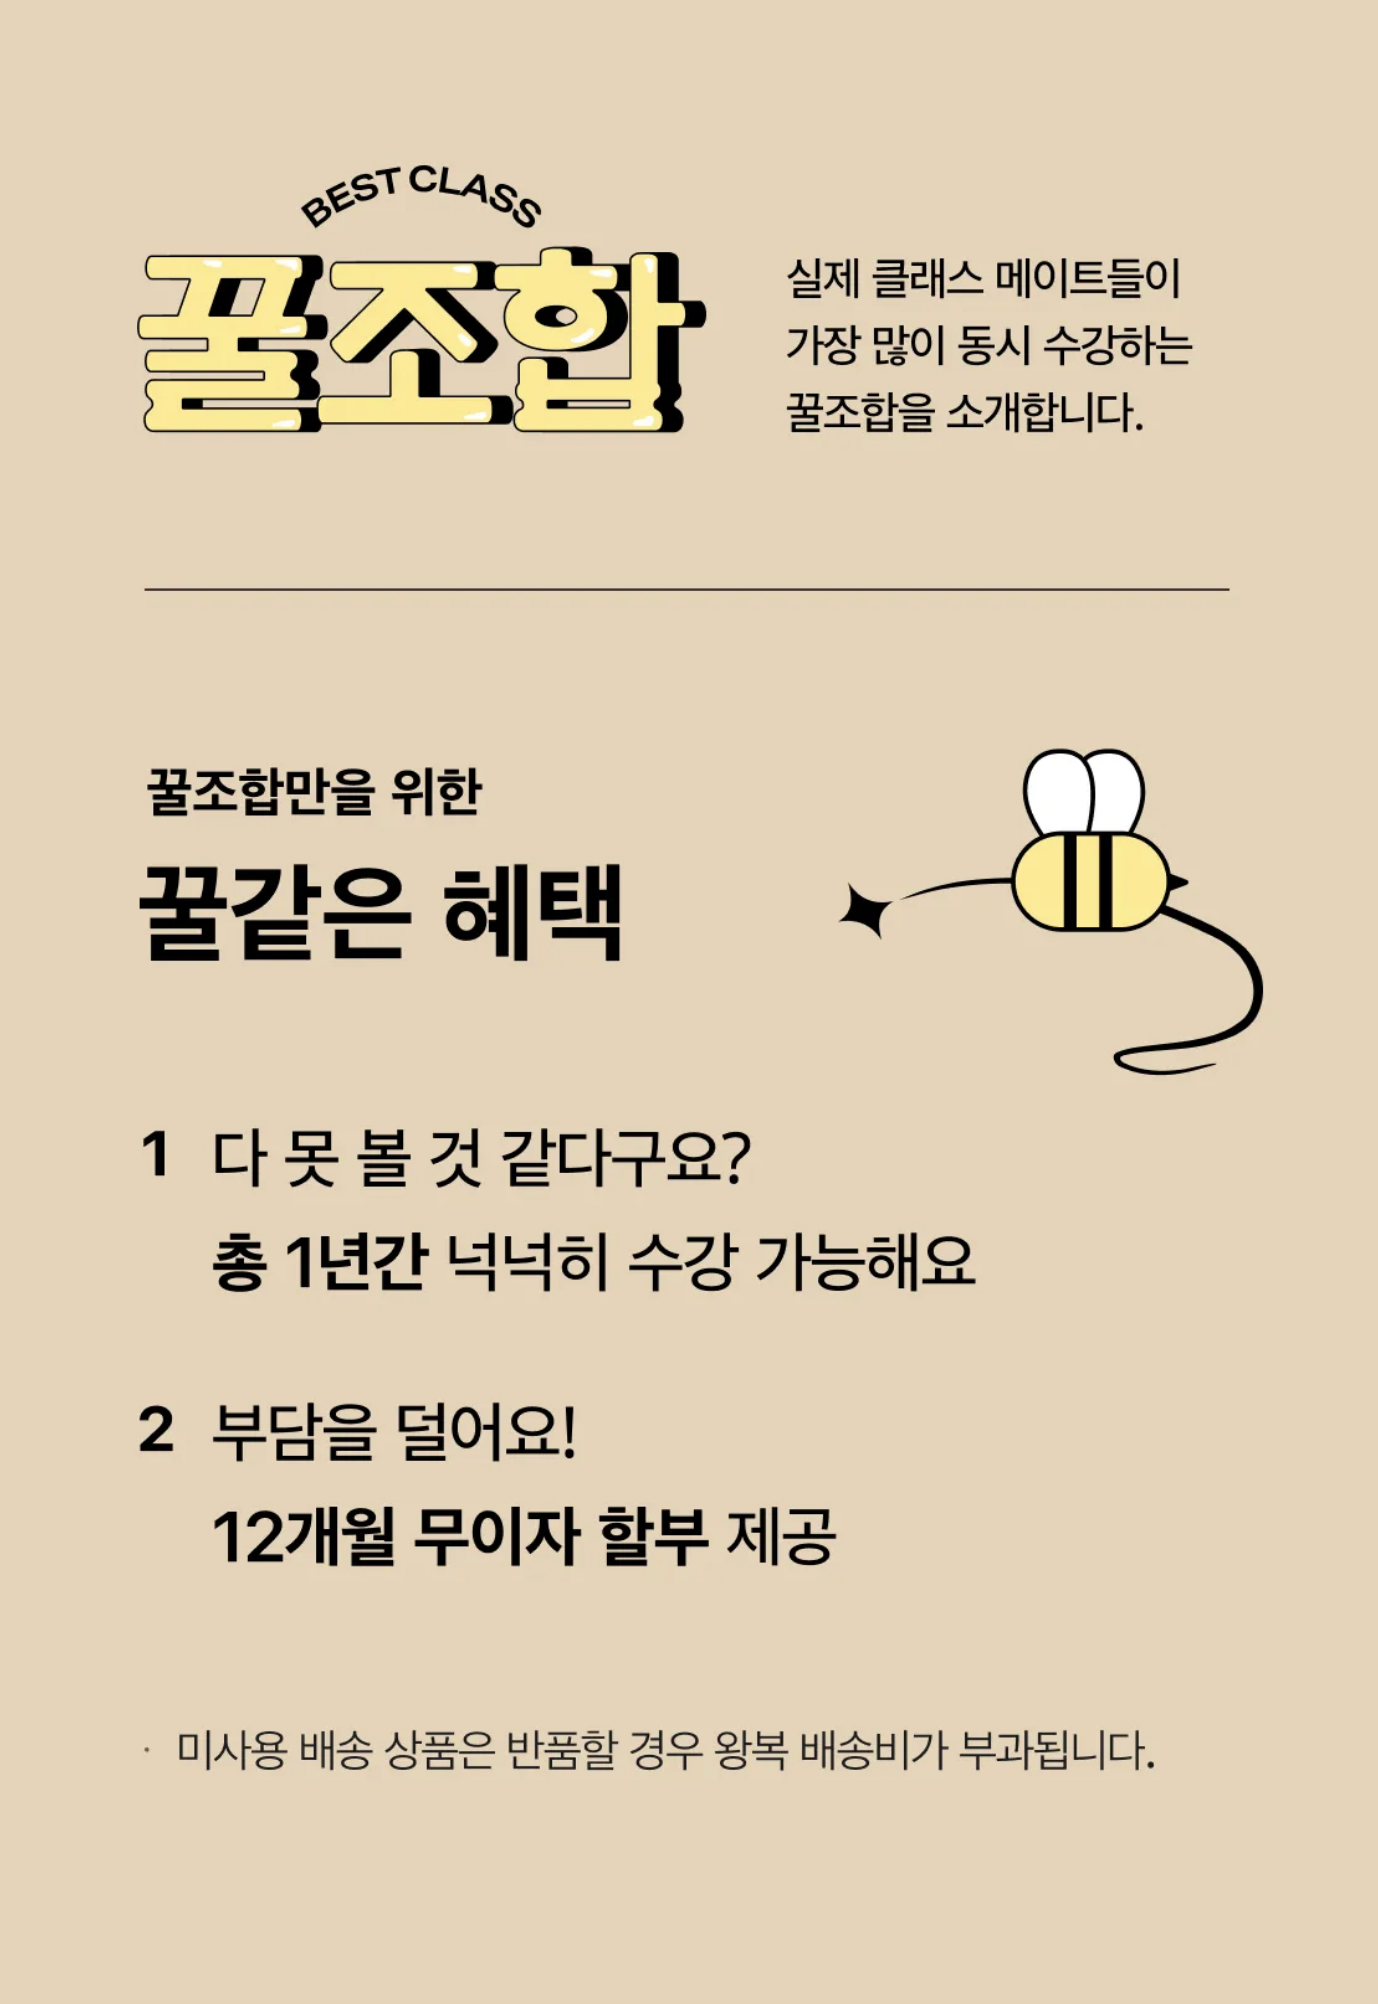 BEST CLASS
꿀조합
실제 클래스 메이트들이
가장 많이 동시 수강하는
꿀조합을 소개합니다.
꿀조합만을 위한
꿀같은 혜택
1 다 못 볼 것 같다구요?
총 1년간 넉넉히 수강 가능해요
2 부담을 덜어요!
12개월 무이자 할부 제공
· 미사용 배송 상품은 반품할 경우 왕복 배송비가 부과됩니다.